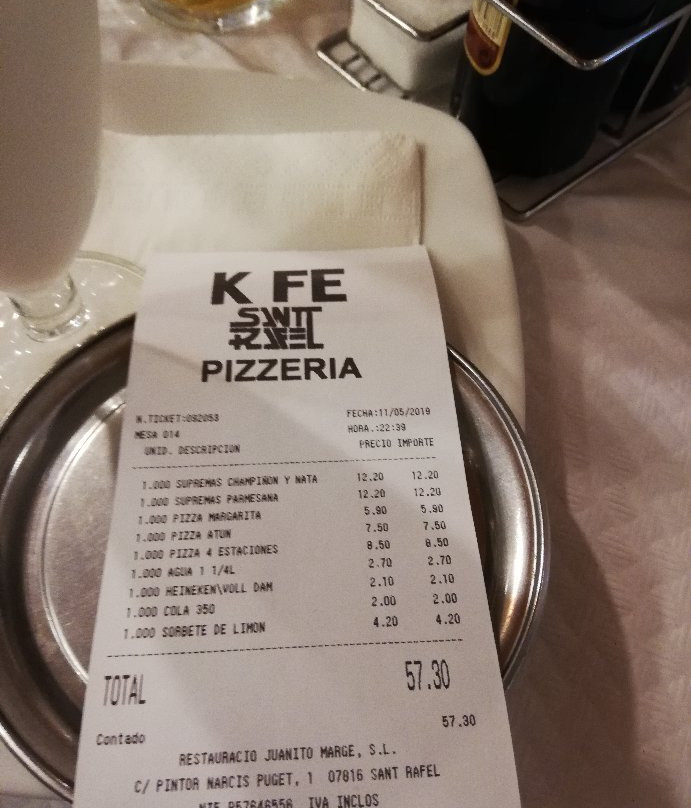 K FE
SANT
RAFEL
PIZZERIA
N.TICKET:092053
FECHA:11/05/2019
MESA 014
HORA.:22:39
UNID. DESCRIPCION PRECIO IMPORTE
1.000 SUPREMAS CHAMPIÑON Y NATA 12.20 12.20
1.000 SUPREMAS PARMESANA 12.20 12.20
1.000 PIZZA MARGARITA 5.90 5.90
1.000 PIZZA ATUN 7.50 7.50
1.000 PIZZA 4 ESTACIONES 8.50 8.50
1.000 AGUA 1 1/4L 2.70 2.70
1.000 HEINEKEN\VOLL DAM 2.10 2.10
1.000 COLA 350 2.00 2.00
1.000 SORBETE DE LIMON 4.20 4.20
TOTAL 57.30
Contado 57.30
RESTAURACIO JUANITO MARGE, S.L.
C/ PINTOR NARCIS PUGET, 1 07816 SANT RAFEL
NIF B57646556 IVA INCLOS